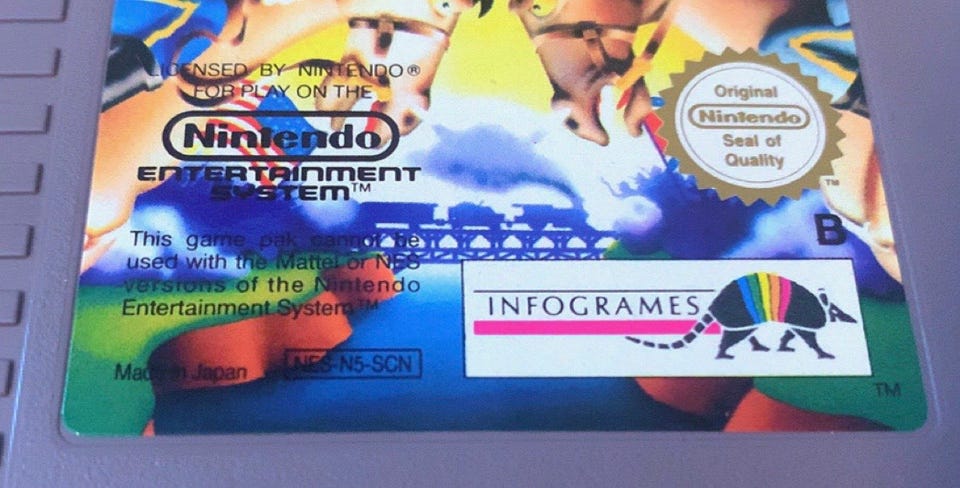 LICENSED BY NINTENDO®
FOR PLAY ON THE
Nintendo
ENTERTAINMENT
SYSTEM™
This game pak cannot be
used with the Mattel or NES
versions of the Nintendo
Entertainment System™
Made in Japan
NES-N5-SCN
Original
Nintendo
Seal of
Quality
TM
B
INFOGRAMES
TM